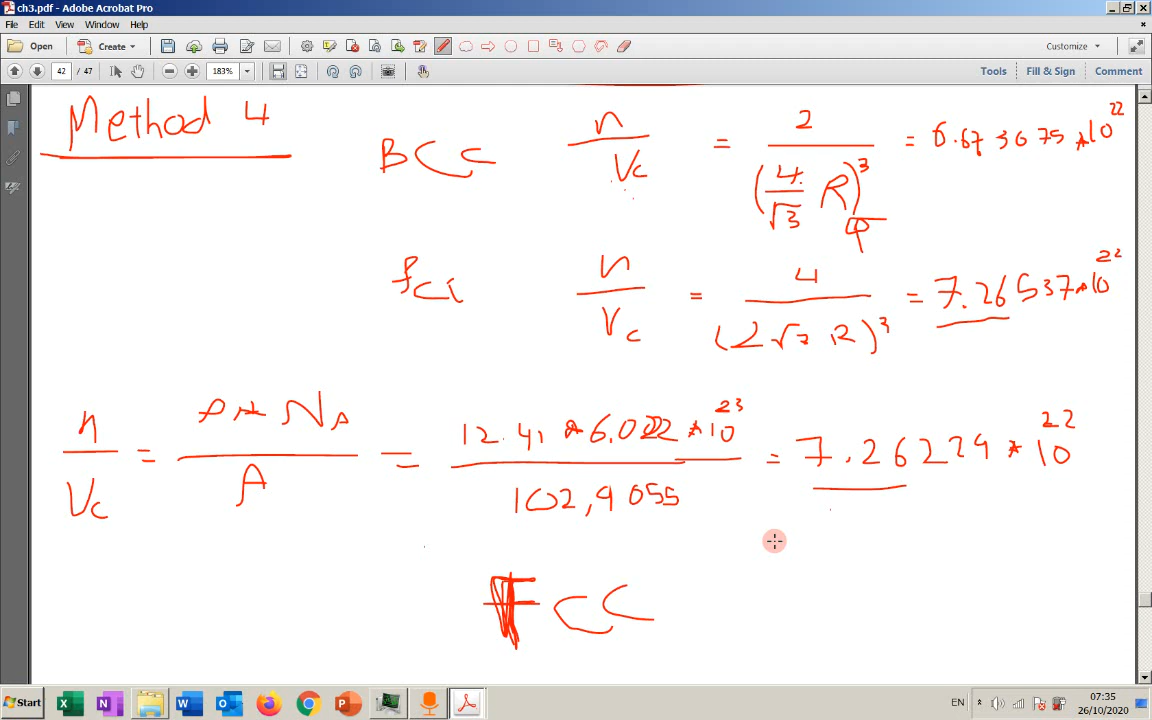 ch3.pdf - Adobe Acrobat Pro
File Edit View Window Help
Open Create Customize
42 / 47 183% Tools Fill & Sign Comment
Method 4
BCC n/Vc = 2/(4/√3 R)³ = 6.673675*10^22
fcc n/Vc = 4/(2√2 R)³ = 7.26537*10^22
n/Vc = ρ*NA/A = 12.41*6.022*10^23/102,9055 = 7.26229*10^22
FCC
Start EN 07:35
26/10/2020